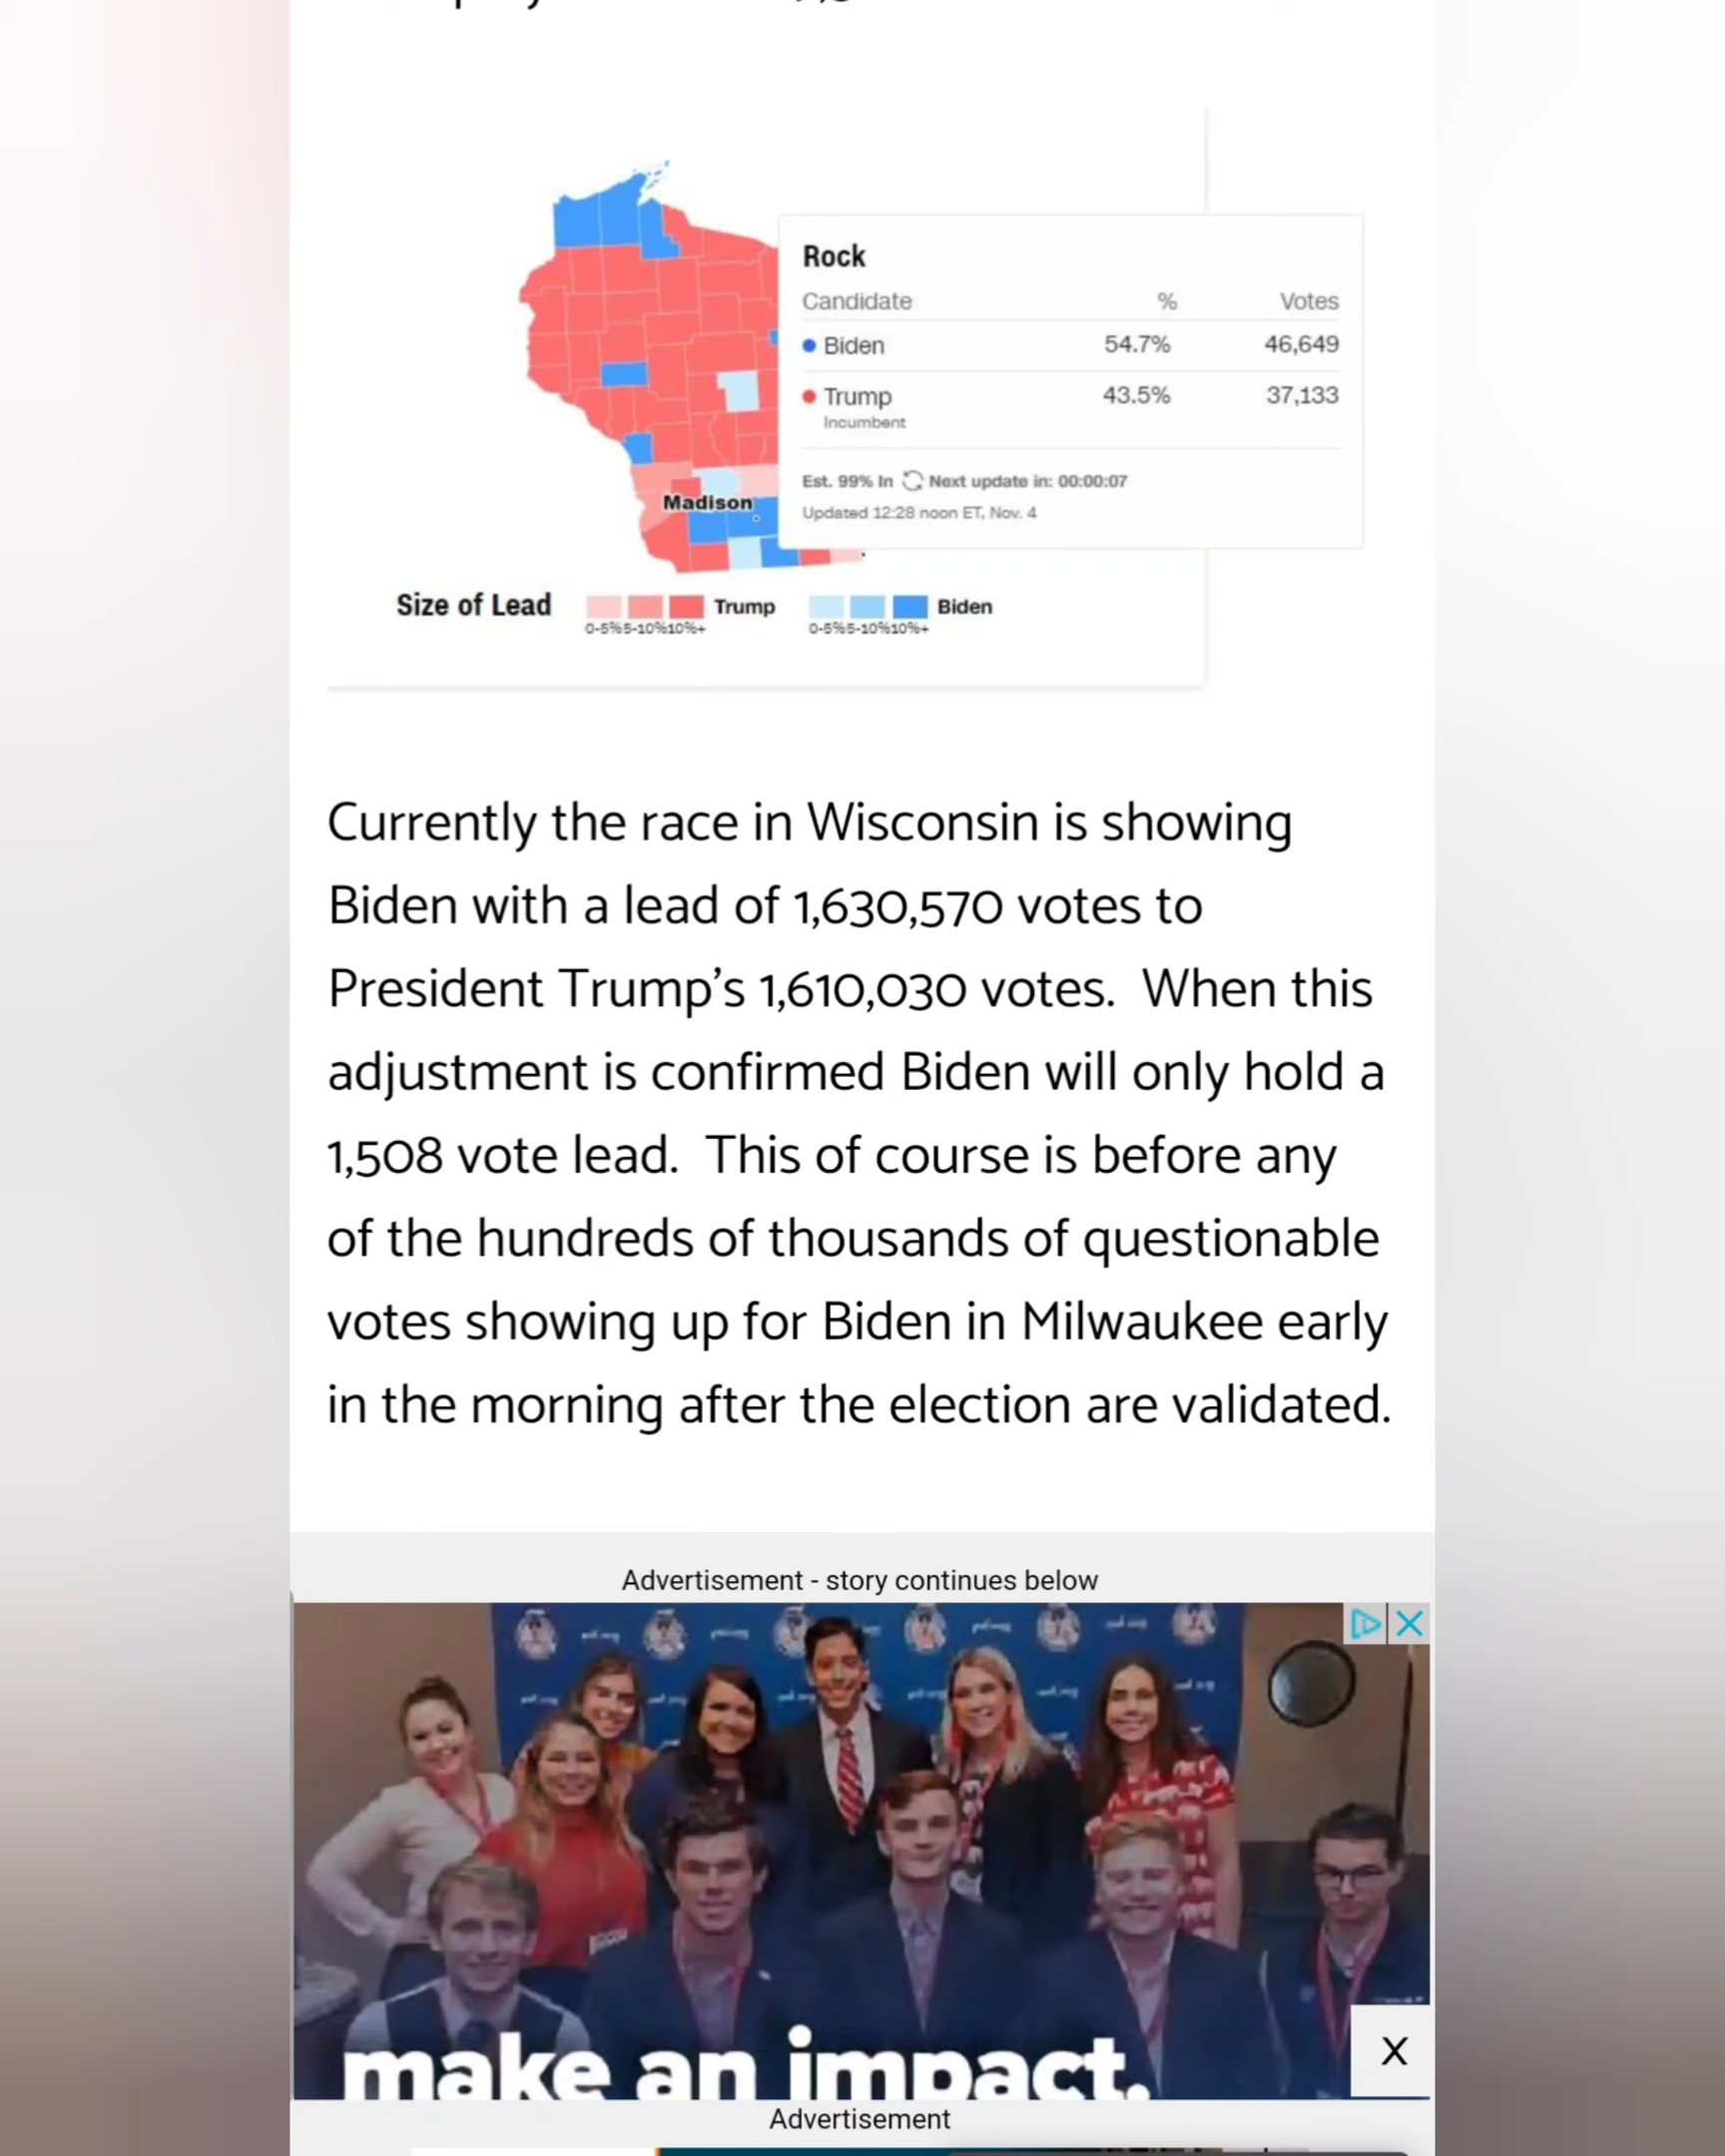 Rock
Candidate % Votes
Biden 54.7% 46,649
Trump 43.5% 37,133
Incumbent
Est. 99% In Next update in: 00:00:07
Updated 12:28 noon ET, Nov. 4
Madison
Size of Lead Trump Biden
0-5% 5-10% 10%+ 0-5% 5-10% 10%+
Currently the race in Wisconsin is showing
Biden with a lead of 1,630,570 votes to
President Trump’s 1,610,030 votes. When this
adjustment is confirmed Biden will only hold a
1,508 vote lead. This of course is before any
of the hundreds of thousands of questionable
votes showing up for Biden in Milwaukee early
in the morning after the election are validated.
Advertisement - story continues below
make an impact.
X
Advertisement